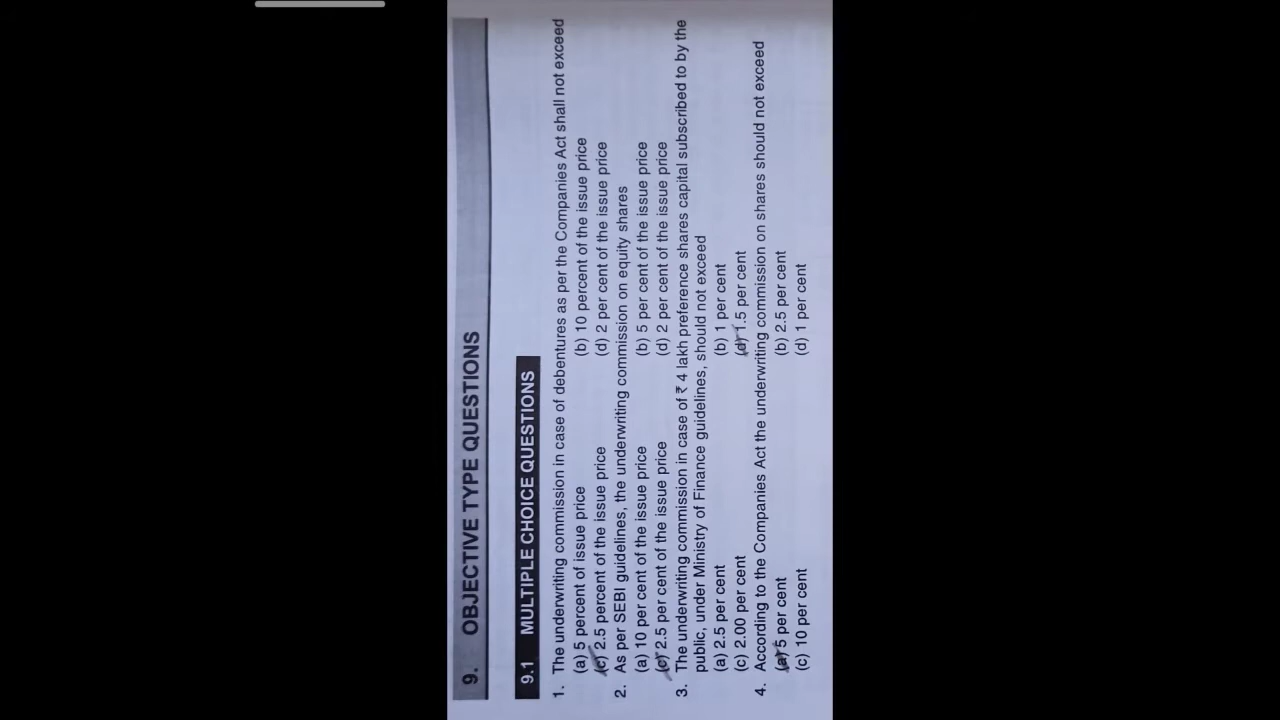 9. OBJECTIVE TYPE QUESTIONS
9.1 MULTIPLE CHOICE QUESTIONS
1. The underwriting commission in case of debentures as per the Companies Act shall not exceed
(a) 5 percent of issue price (b) 10 percent of the issue price
(c) 2.5 percent of the issue price (d) 2 per cent of the issue price
2. As per SEBI guidelines, the underwriting commission on equity shares
(a) 10 per cent of the issue price (b) 5 per cent of the issue price
(c) 2.5 per cent of the issue price (d) 2 per cent of the issue price
3. The underwriting commission in case of ₹ 4 lakh preference shares capital subscribed to by the
public, under Ministry of Finance guidelines, should not exceed
(a) 2.5 per cent (b) 1 per cent
(c) 2.00 per cent (d) 1.5 per cent
4. According to the Companies Act the underwriting commission on shares should not exceed
(a) 5 per cent (b) 2.5 per cent
(c) 10 per cent (d) 1 per cent